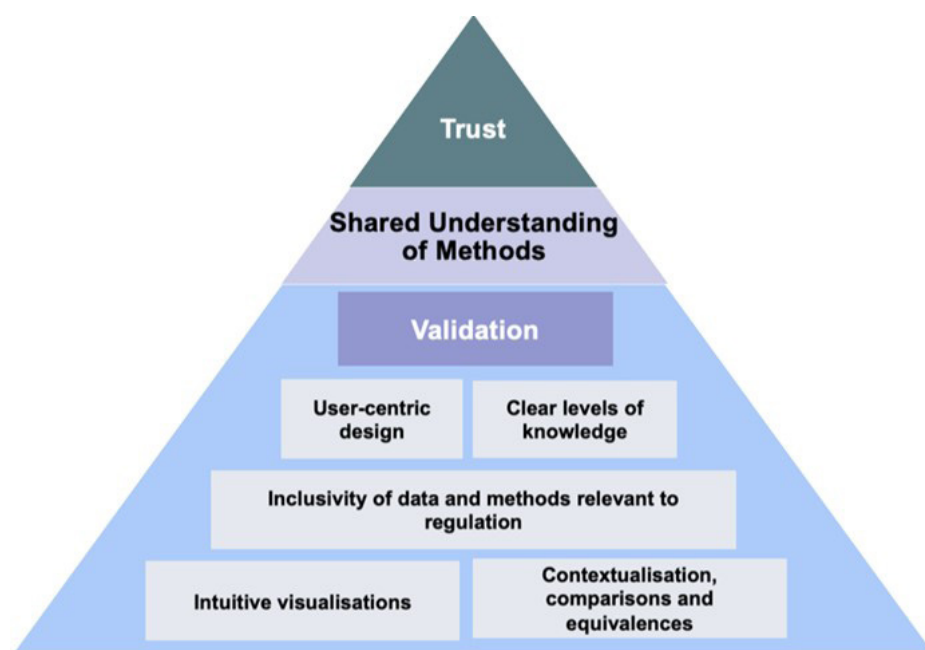 Trust
Shared Understanding
of Methods
Validation
User-centric
design
Clear levels of
knowledge
Inclusivity of data and methods relevant to
regulation
Intuitive visualisations
Contextualisation,
comparisons and
equivalences